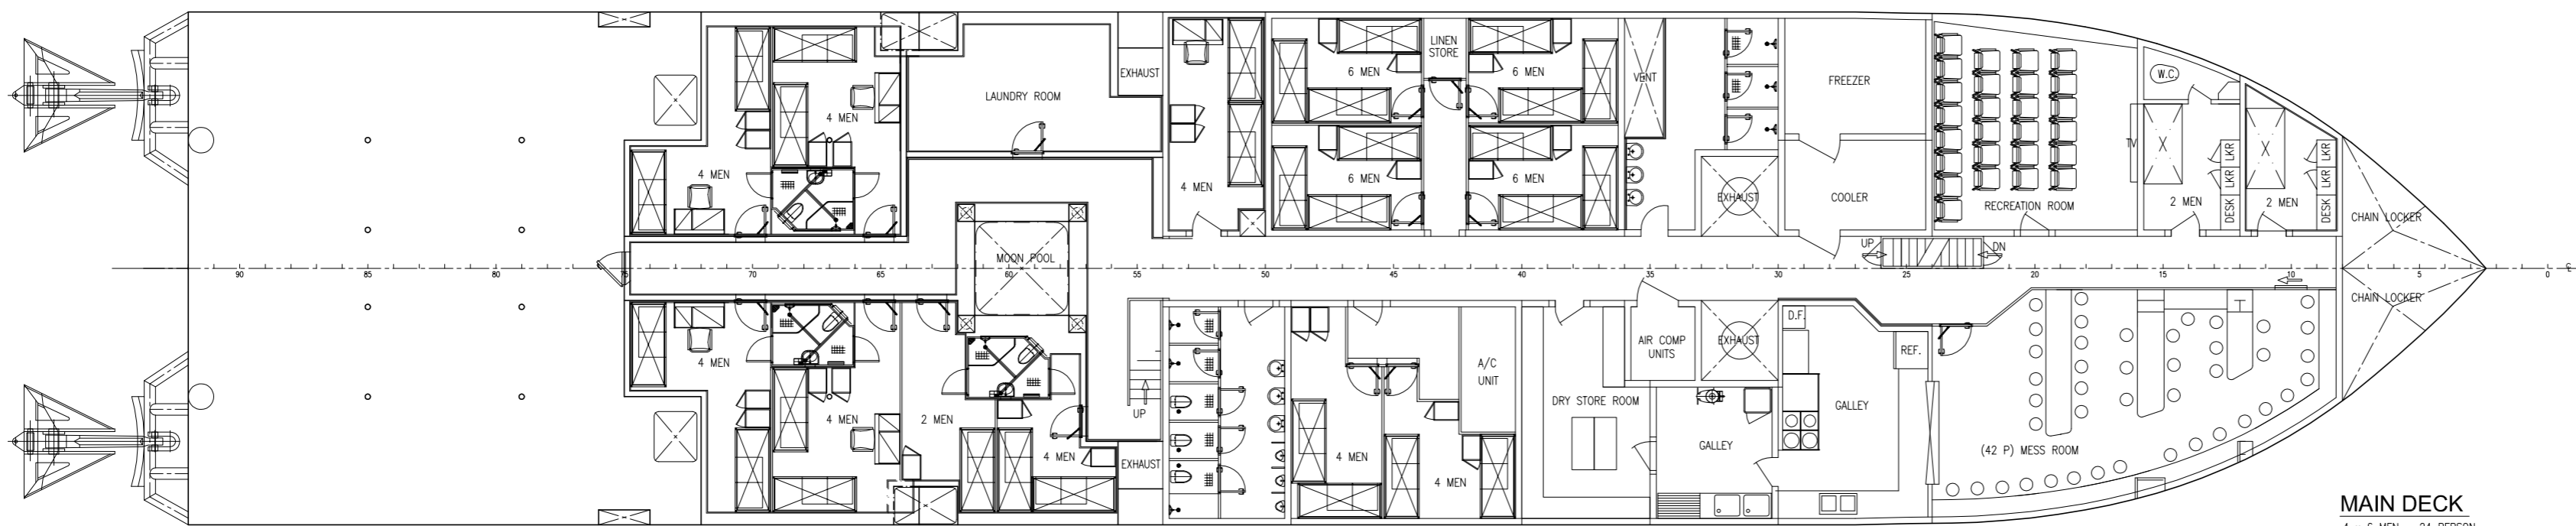 EXHAUST
LINEN
STORE
VENT
W.C.
6 MEN
6 MEN
FREEZER
LAUNDRY ROOM
4 MEN
TV
LKR
LKR
4 MEN
6 MEN
6 MEN
LKR
LKR
4 MEN
EXHAUST
COOLER
RECREATION ROOM
2 MEN
DESK
2 MEN
DESK
CHAIN LOCKER
UP
DN
MOON POOL
90
85
80
75
70
65
60
55
50
45
40
35
30
25
20
15
10
5
0
CHAIN LOCKER
D.F.
AIR COMP
UNITS
EXHAUST
REF.
4 MEN
A/C
UNIT
UP
DRY STORE ROOM
GALLEY
4 MEN
2 MEN
GALLEY
4 MEN
EXHAUST
4 MEN
4 MEN
(42 P) MESS ROOM
MAIN DECK